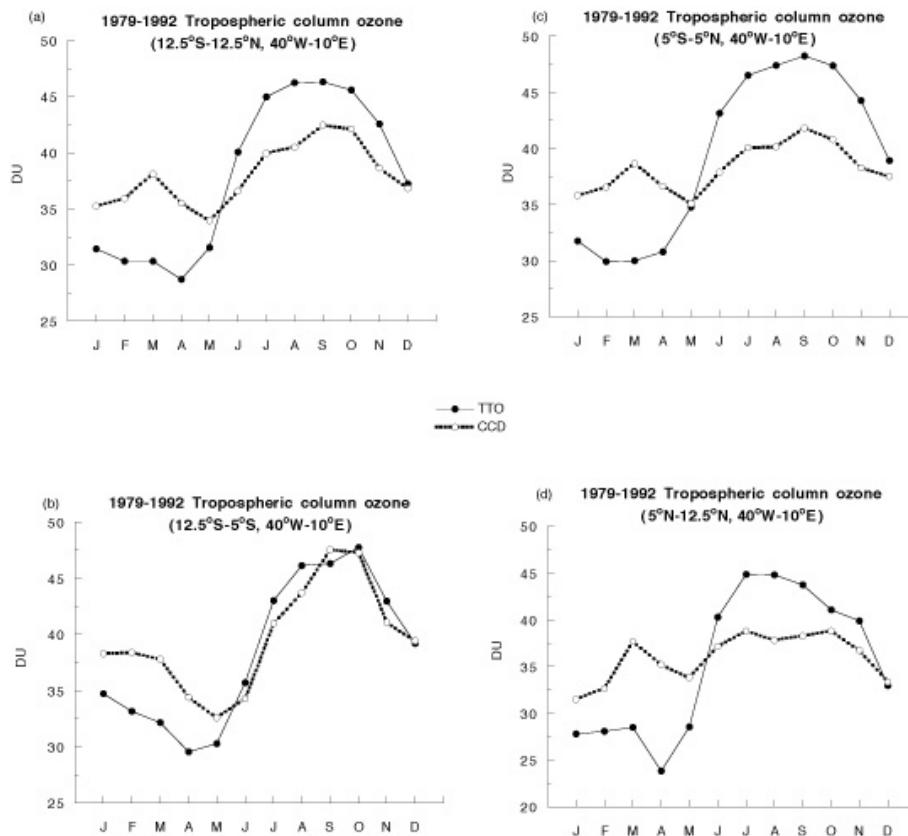 (a)
1979-1992 Tropospheric column ozone
(12.5°S-12.5°N, 40°W-10°E)
50
45
40
35
30
25
DU
J F M A M J J A S O N D
(c)
1979-1992 Tropospheric column ozone
(5°S-5°N, 40°W-10°E)
50
45
40
35
30
25
DU
J F M A M J J A S O N D
TTO
CCD
(b)
1979-1992 Tropospheric column ozone
(12.5°S-5°S, 40°W-10°E)
50
45
40
35
30
25
DU
J F M A M J J A S O N D
(d)
1979-1992 Tropospheric column ozone
(5°N-12.5°N, 40°W-10°E)
50
45
40
35
30
25
20
DU
J F M A M J J A S O N D